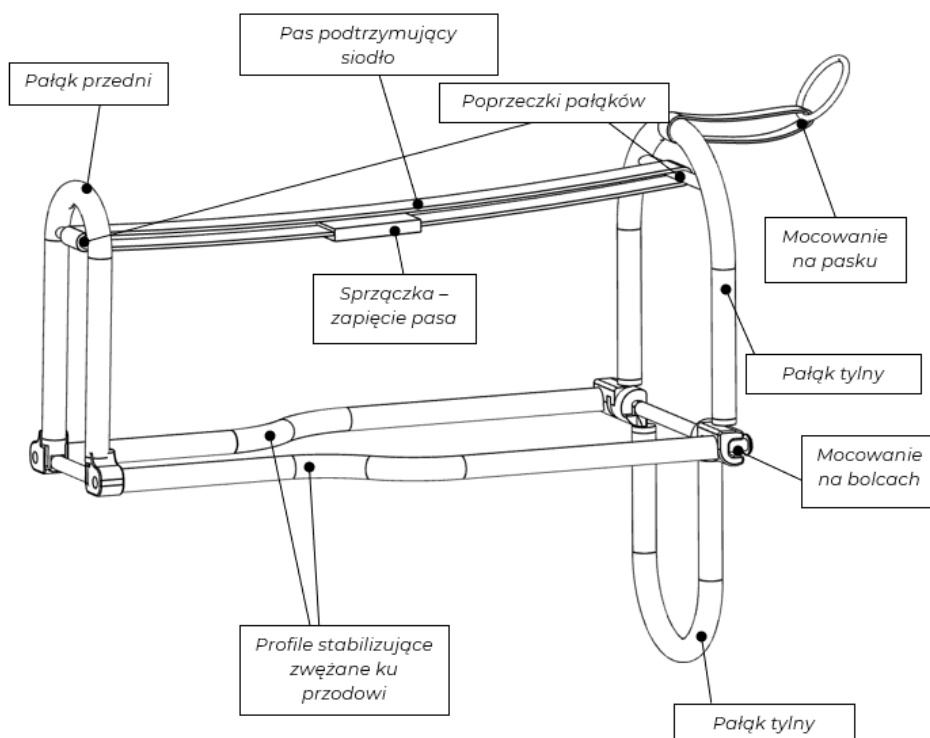 Pas podtrzymujący
siodło
Pałąk przedni
Poprzeczki pałąków
Mocowanie
na pasku
Sprzączka –
zapięcie pasa
Pałąk tylny
Mocowanie
na bolcach
Profile stabilizujące
zwężane ku
przodowi
Pałąk tylny